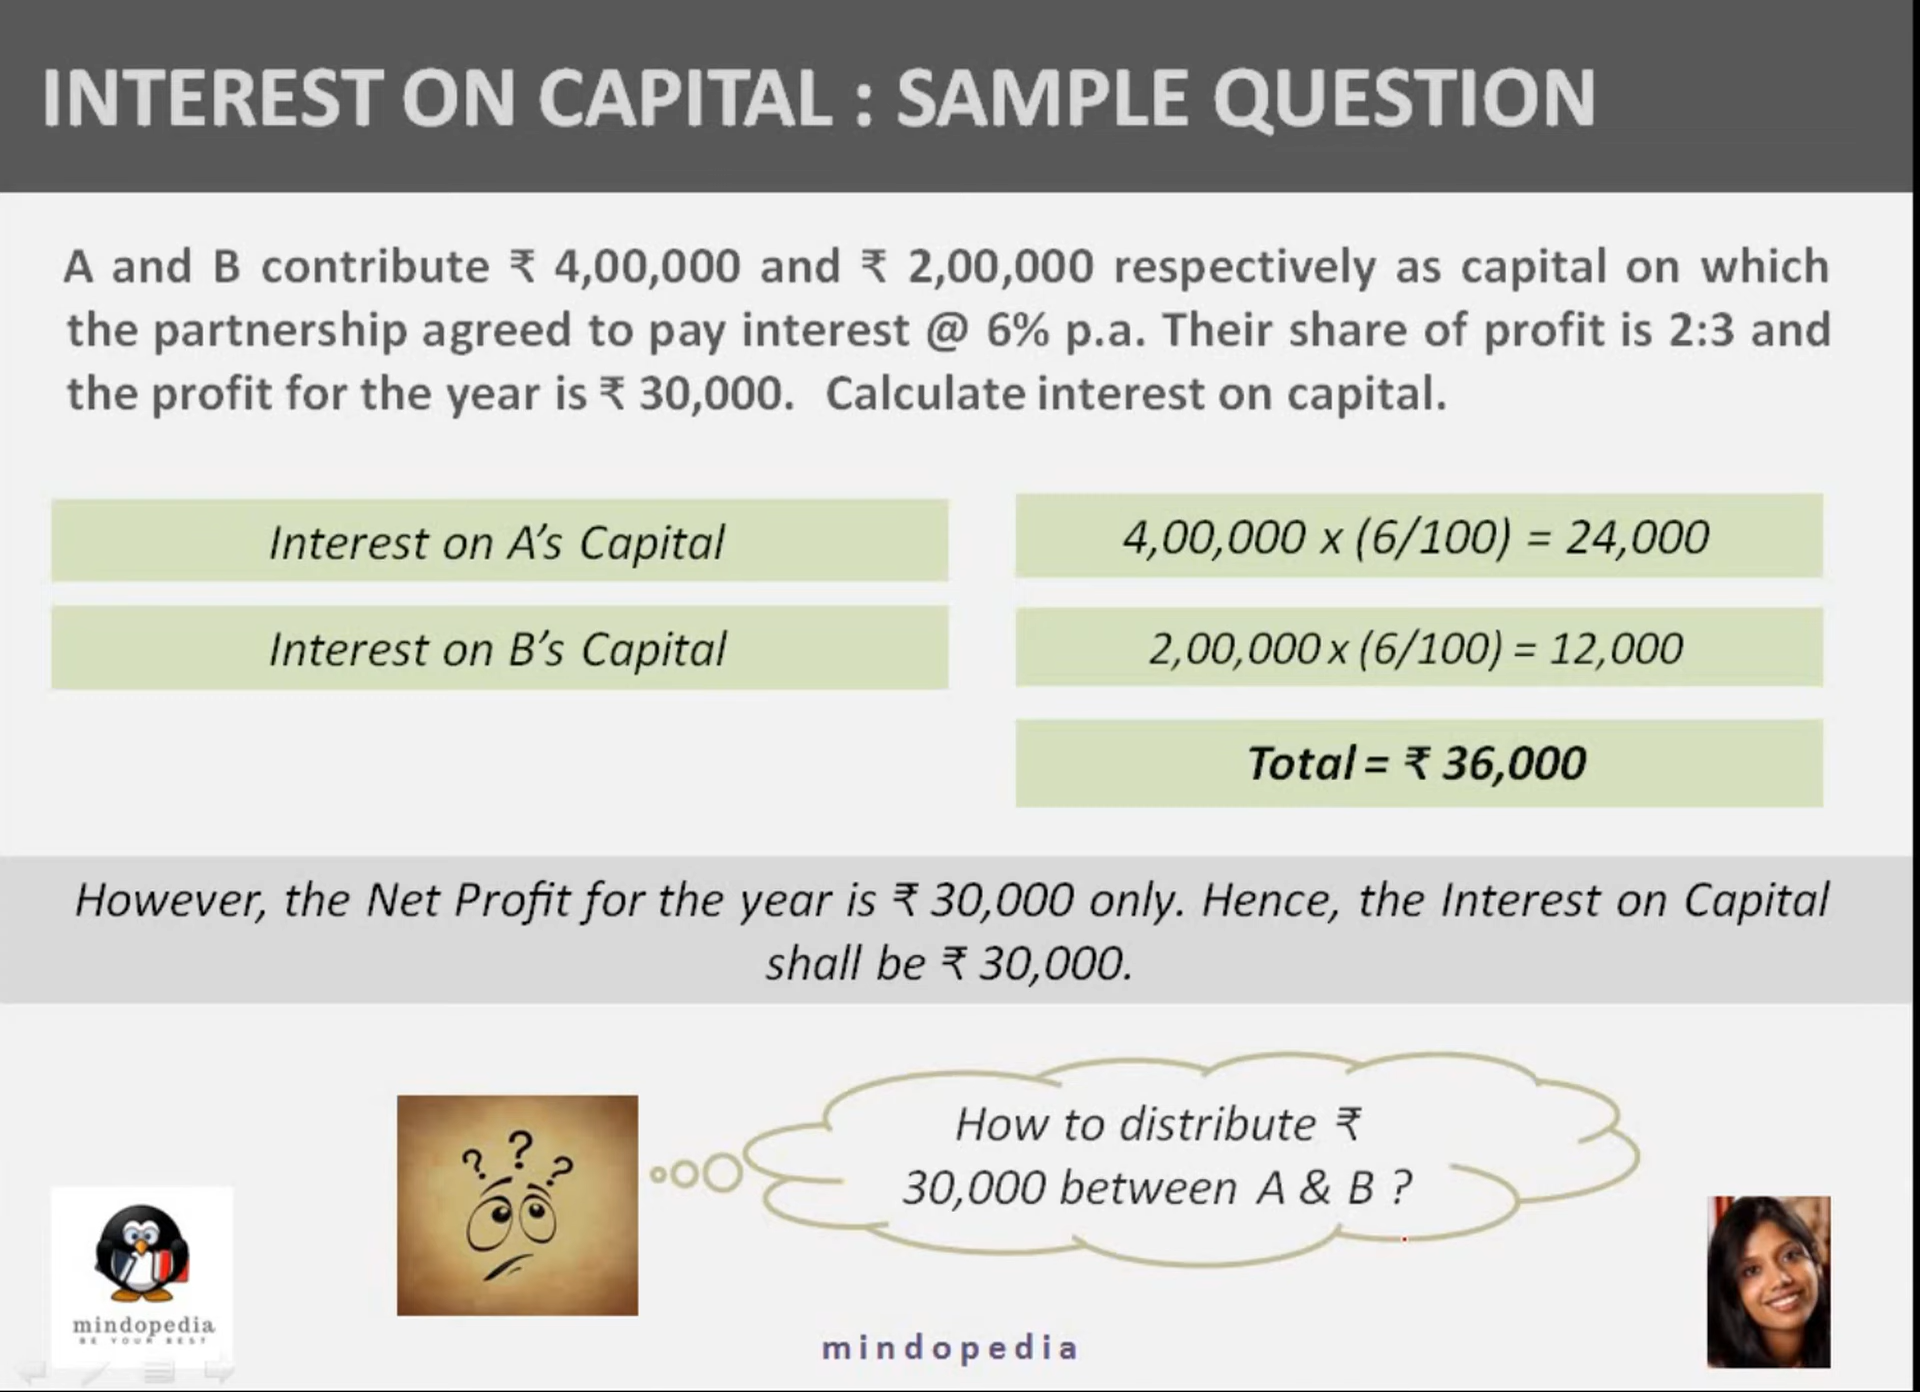 INTEREST ON CAPITAL : SAMPLE QUESTION
A and B contribute ₹ 4,00,000 and ₹ 2,00,000 respectively as capital on which
the partnership agreed to pay interest @ 6% p.a. Their share of profit is 2:3 and
the profit for the year is ₹ 30,000. Calculate interest on capital.
Interest on A's Capital
4,00,000 x (6/100) = 24,000
Interest on B's Capital
2,00,000 x (6/100) = 12,000
Total = ₹ 36,000
However, the Net Profit for the year is ₹ 30,000 only. Hence, the Interest on Capital
shall be ₹ 30,000.
? ? ?
How to distribute ₹
30,000 between A & B ?
mindopedia
BE YOUR BEST
mindopedia